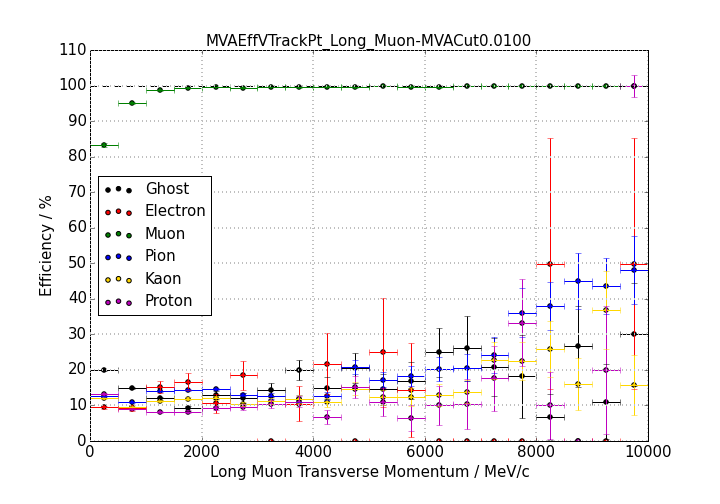 MVAEffVTrackPt_Long_Muon-MVACut0.0100
110
100
90
80
70
60
50
40
30
20
10
0
Efficiency / %
Ghost
Electron
Muon
Pion
Kaon
Proton
0 2000 4000 6000 8000 10000
Long Muon Transverse Momentum / MeV/c